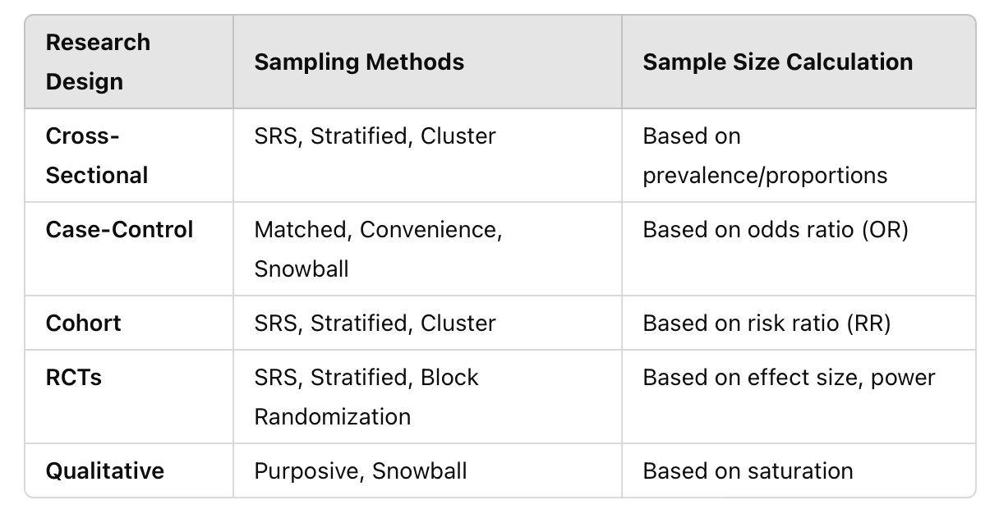 Research
Design
Sampling Methods
Sample Size Calculation
Cross-
Sectional
SRS, Stratified, Cluster
Based on
prevalence/proportions
Case-Control
Matched, Convenience,
Snowball
Based on odds ratio (OR)
Cohort
SRS, Stratified, Cluster
Based on risk ratio (RR)
RCTs
SRS, Stratified, Block
Randomization
Based on effect size, power
Qualitative
Purposive, Snowball
Based on saturation